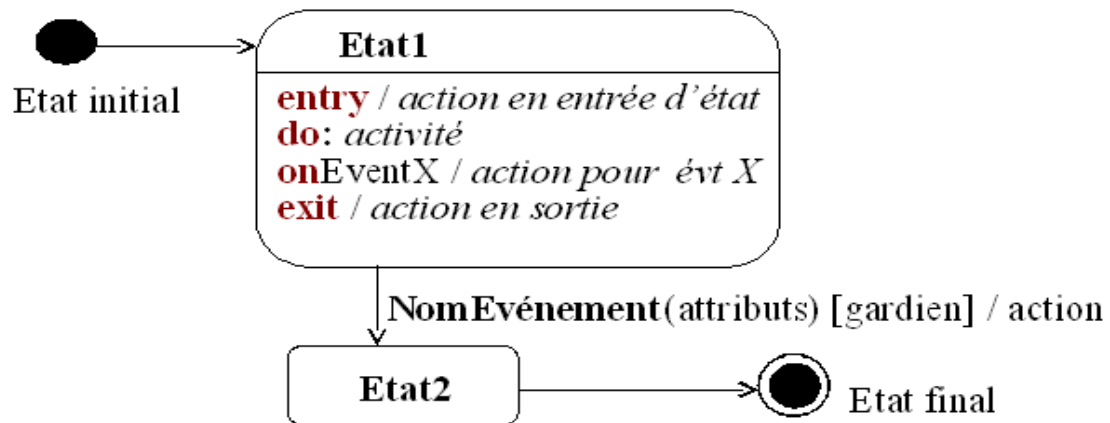 Etat1
Etat initial
entry / action en entrée d'état
do: activité
onEventX / action pour évt X
exit / action en sortie
NomEvénement(attributs) [gardien] / action
Etat2
Etat final